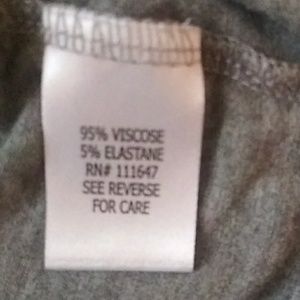 95% VISCOSE
5% ELASTANE
RN# 111647
SEE REVERSE
FOR CARE